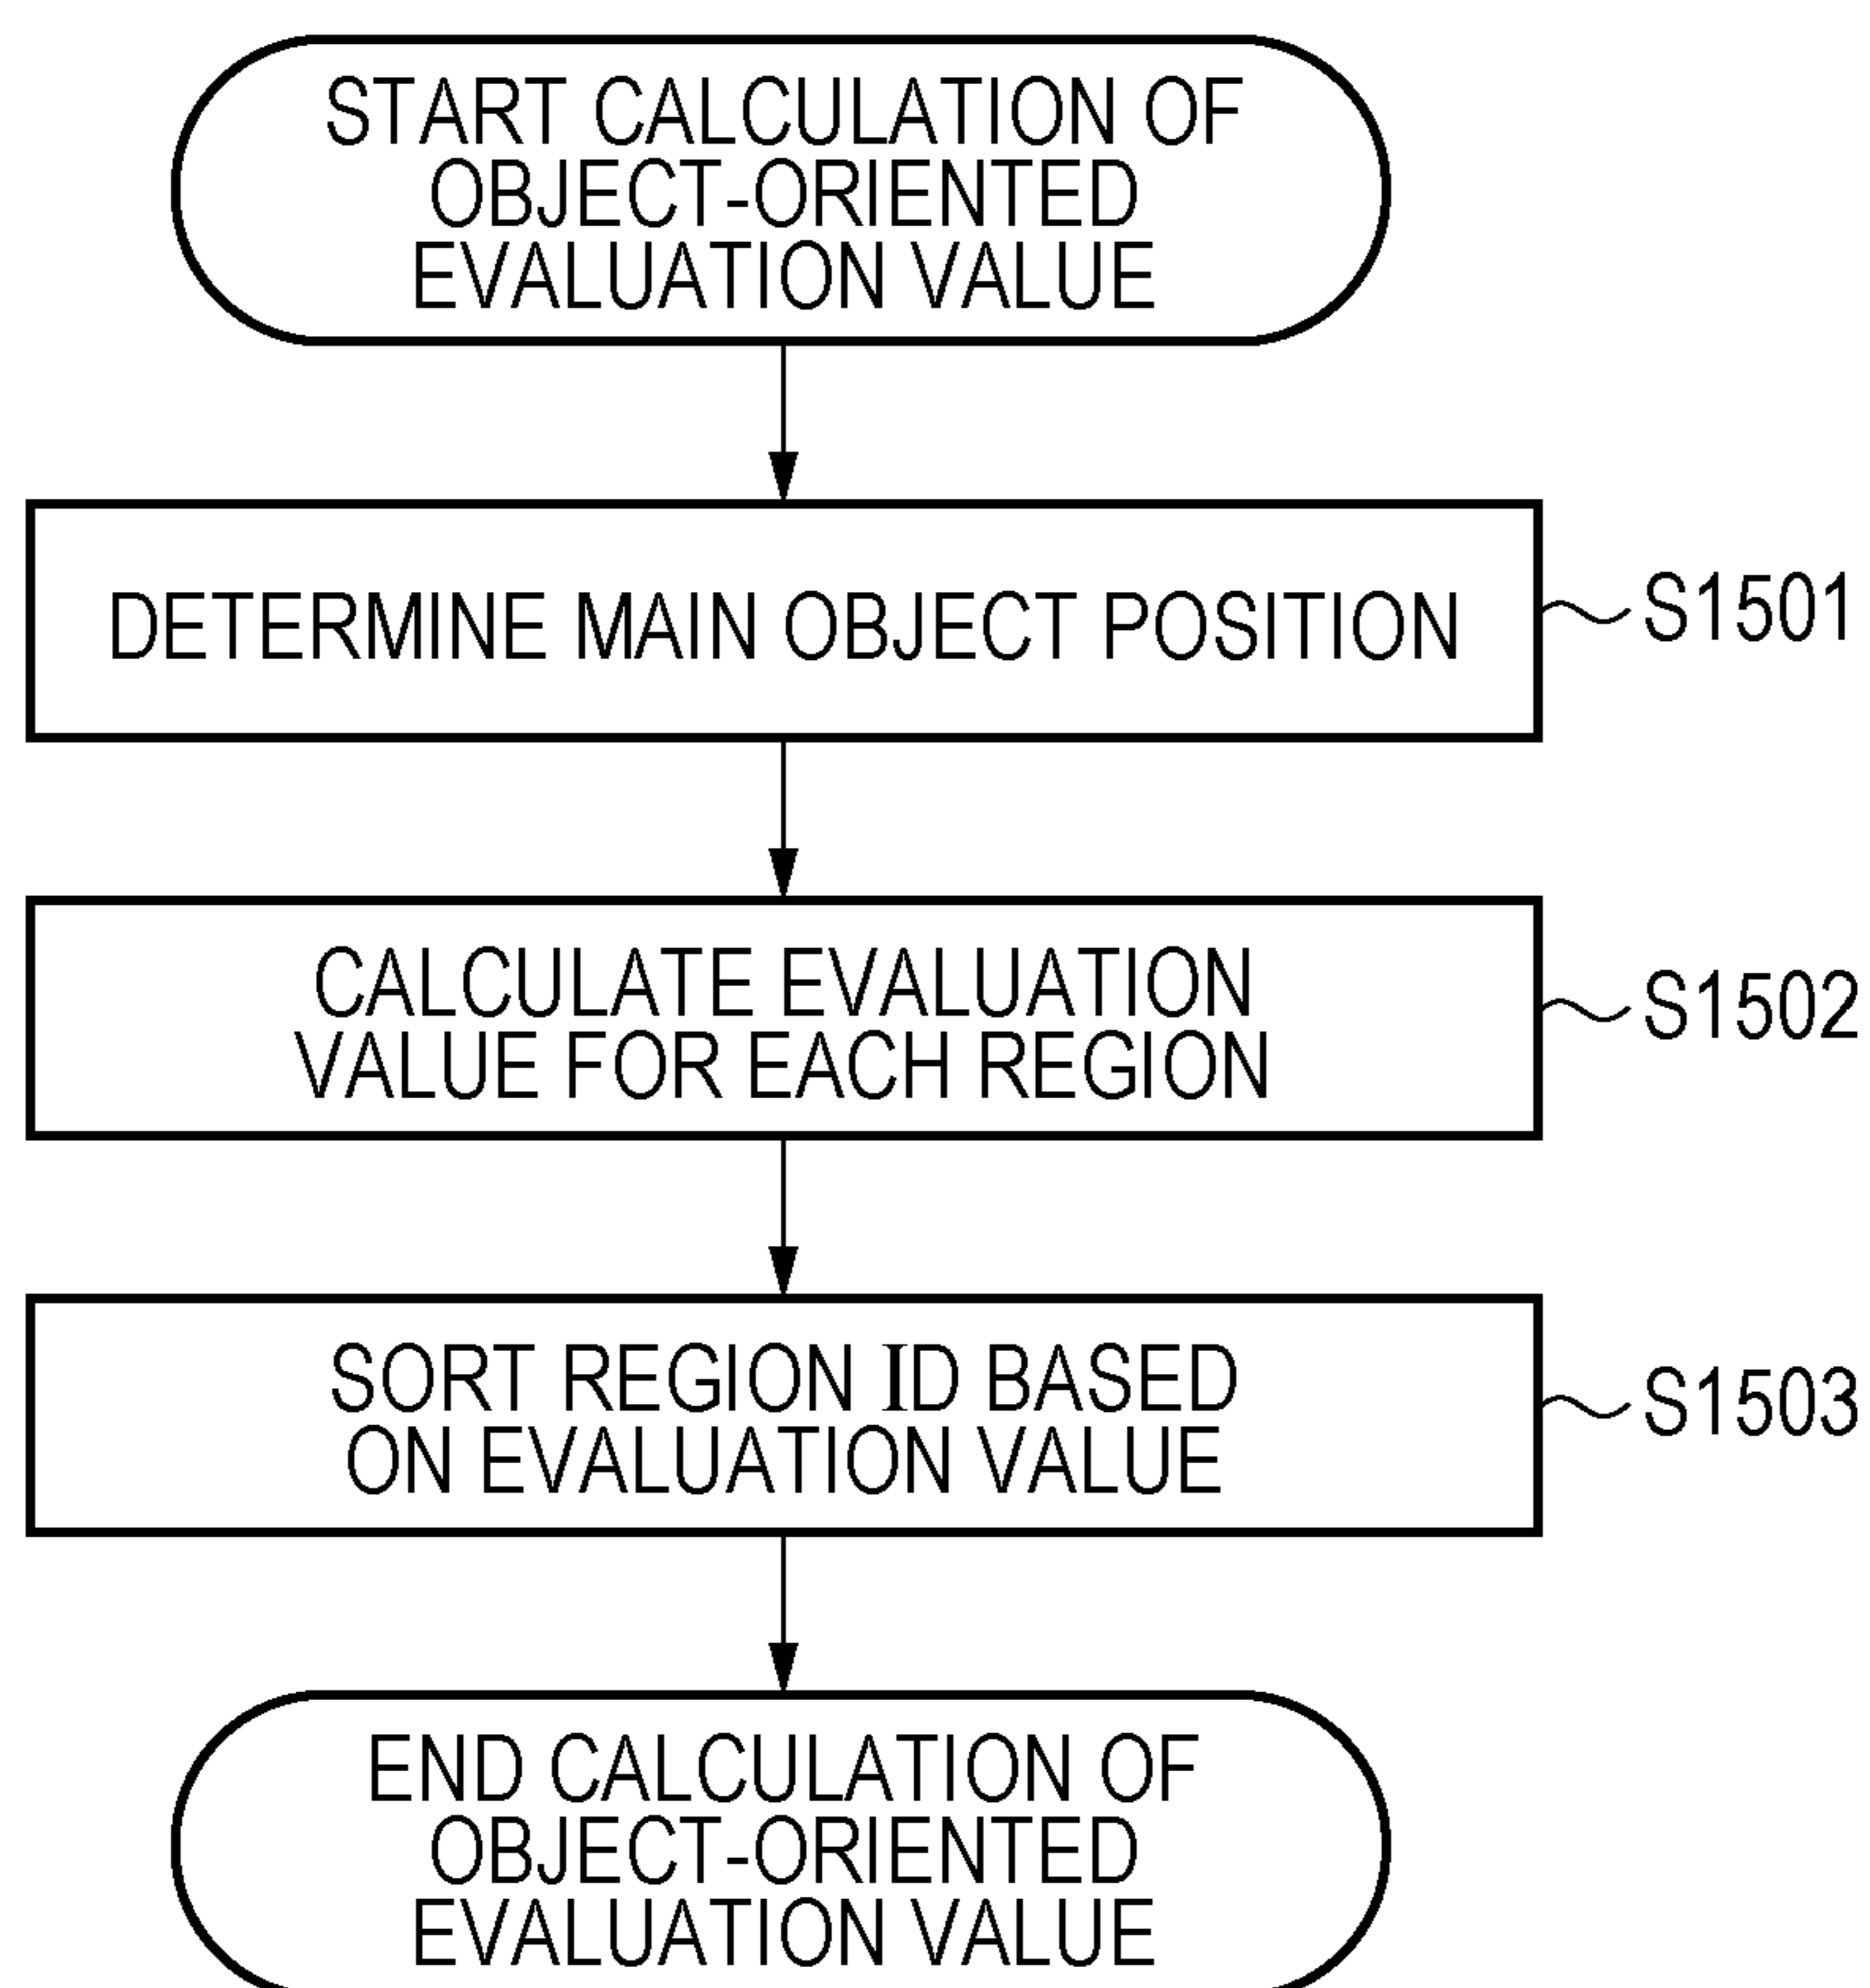 START CALCULATION OF
OBJECT-ORIENTED
EVALUATION VALUE
DETERMINE MAIN OBJECT POSITION
S1501
CALCULATE EVALUATION
VALUE FOR EACH REGION
S1502
SORT REGION ID BASED
ON EVALUATION VALUE
S1503
END CALCULATION OF
OBJECT-ORIENTED
EVALUATION VALUE